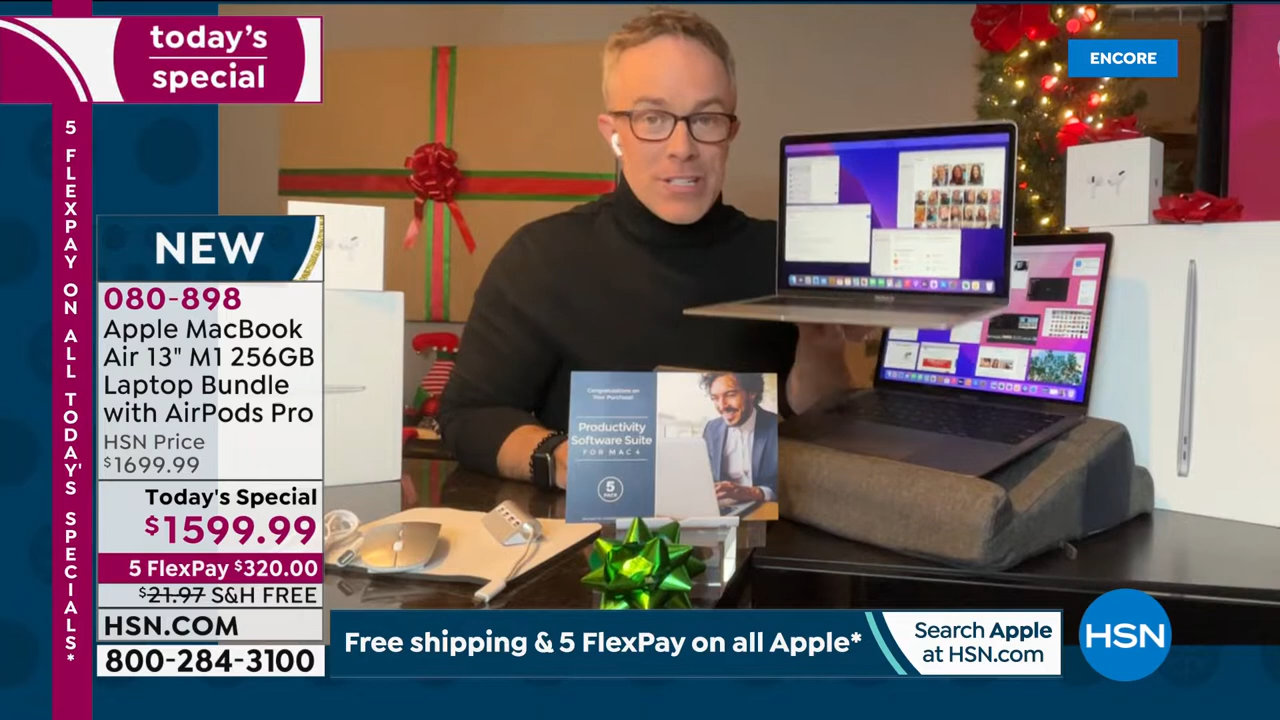 today's
special
5 FLEXPAY ON ALL TODAY'S SPECIALS*
NEW
080-898
Apple MacBook
Air 13" M1 256GB
Laptop Bundle
with AirPods Pro
HSN Price
$1699.99
Today's Special
$1599.99
5 FlexPay $320.00
$21.97 S&H FREE
HSN.COM
800-284-3100
ENCORE
Congratulations on
Your Purchase!
Productivity
Software Suite
FOR MAC
5
PACK
Free shipping & 5 FlexPay on all Apple*
Search Apple
at HSN.com
HSN